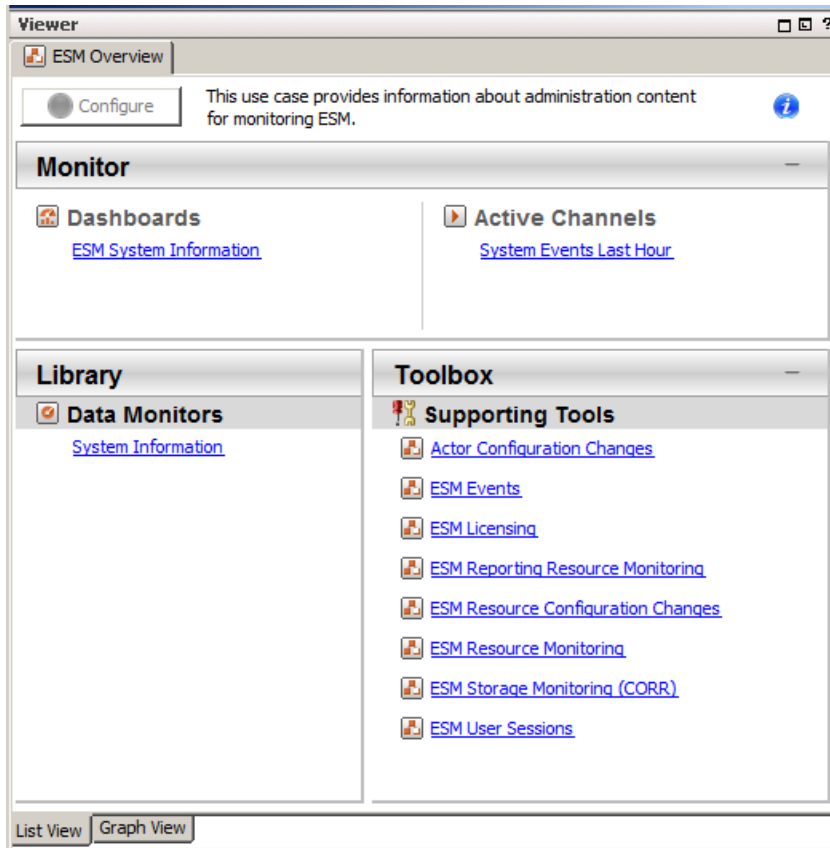 Viewer
ESM Overview
Configure
This use case provides information about administration content
for monitoring ESM.
Monitor
Dashboards
ESM System Information
Active Channels
System Events Last Hour
Library
Data Monitors
System Information
Toolbox
Supporting Tools
Actor Configuration Changes
ESM Events
ESM Licensing
ESM Reporting Resource Monitoring
ESM Resource Configuration Changes
ESM Resource Monitoring
ESM Storage Monitoring (CORR)
ESM User Sessions
List View
Graph View